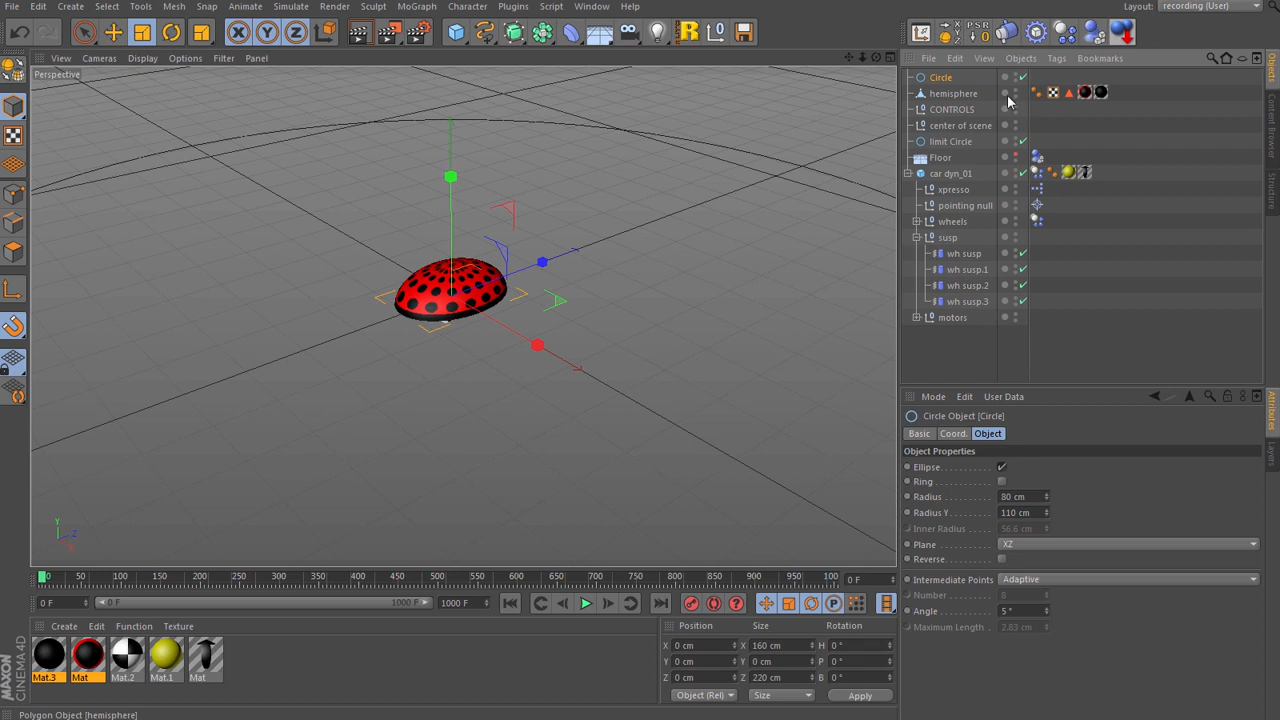 File Edit Create Select Tools Mesh Snap Animate Simulate Render Sculpt MoGraph Character Plugins Script Window Help
Layout: recording (User)
View Cameras Display Options Filter Panel
File Edit View Objects Tags Bookmarks
Perspective
Circle
hemisphere
CONTROLS
center of scene
limit Circle
Floor
car dyn_01
xpresso
pointing null
wheels
susp
wh susp
wh susp.1
wh susp.2
wh susp.3
motors
Objects
Content Browser
Structure
Attributes
Layers
Mode Edit User Data
Circle Object [Circle]
Basic Coord. Object
Object Properties
Ellipse
Ring
Radius 80 cm
Radius Y 110 cm
Inner Radius 56.6 cm
Plane XZ
Reverse
Intermediate Points Adaptive
Number 8
Angle 5 °
Maximum Length 2.83 cm
Y
Z
X
0 50 100 150 200 250 300 350 400 450 500 550 600 650 700 750 800 850 900 950 100
0 F
0 F 0 F 1000 F 1000 F
Create Edit Function Texture
Mat.3 Mat Mat.2 Mat.1 Mat
Position Size Rotation
X 0 cm X 160 cm H 0 °
Y 0 cm Y 0 cm P 0 °
Z 0 cm Z 220 cm B 0 °
Object (Rel) Size Apply
MAXON
CINEMA 4D
Polygon Object [hemisphere]